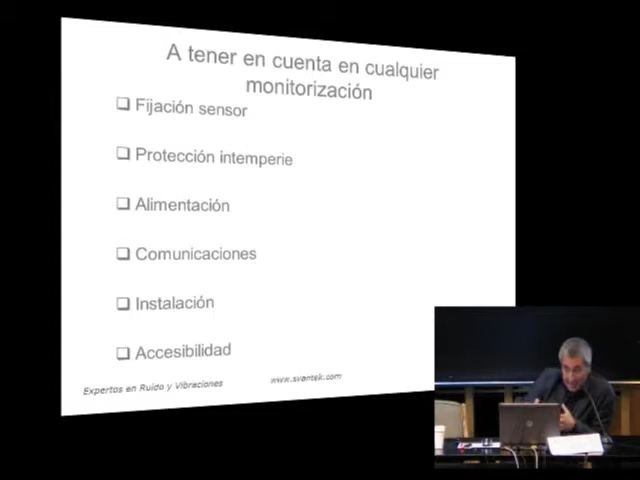 A tener en cuenta en cualquier
monitorización
❑ Fijación sensor
❑ Protección intemperie
❑ Alimentación
❑ Comunicaciones
❑ Instalación
❑ Accesibilidad
Expertos en Ruido y Vibraciones
www.svantek.com